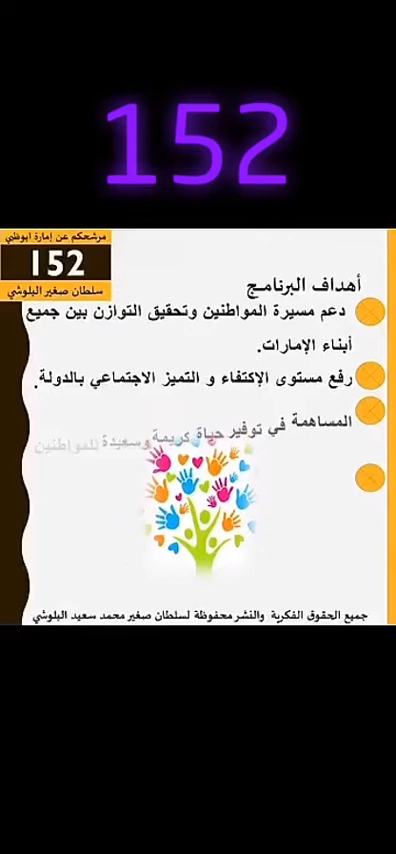 152
مرشحكم عن إمارة ابوظبي
152
سلطان صغير البلوشي
أهداف البرنامج
دعم مسيرة المواطنين وتحقيق التوازن بين جميع
أبناء الإمارات.
رفع مستوى الإكتفاء و التميز الاجتماعي بالدولة.
المساهمة في توفير حياة كريمة وسعيدة للمواطنين
جميع الحقوق الفكرية والنشر محفوظة لسلطان صغير محمد سعيد البلوشي